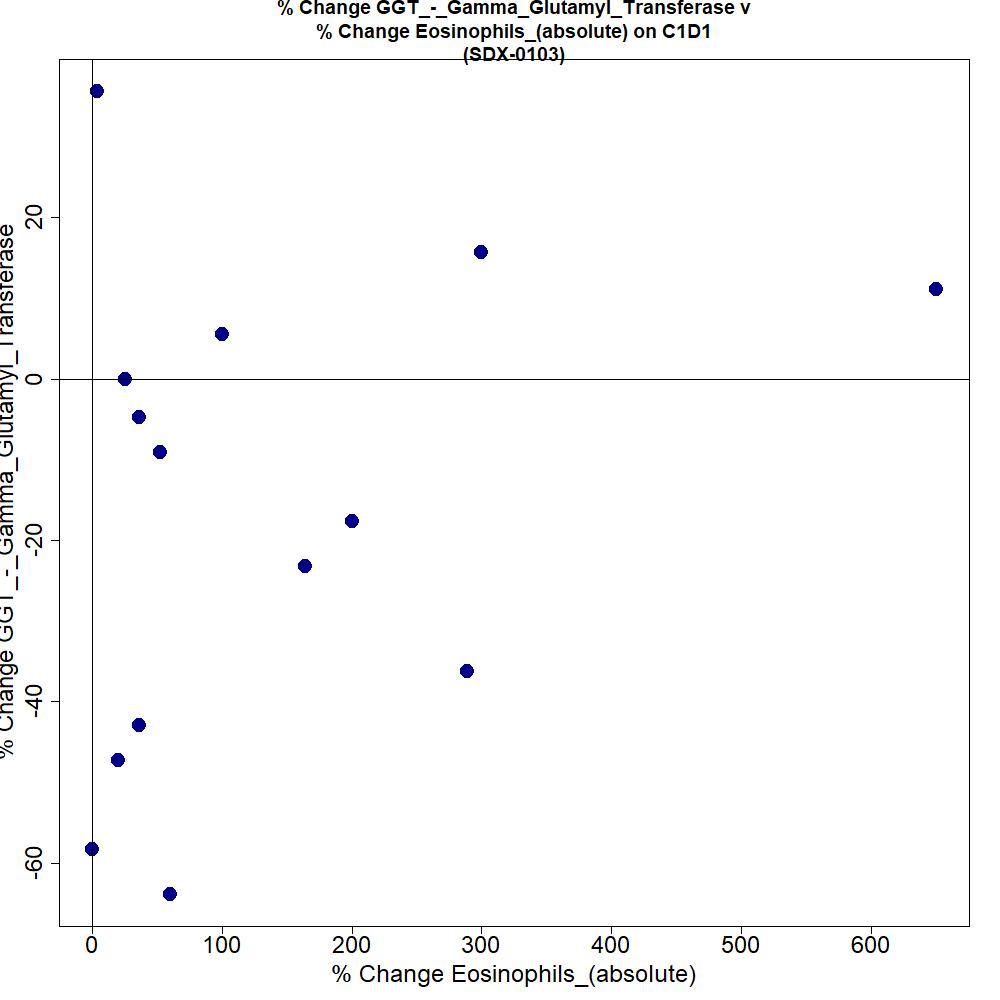 % Change GGT_-_Gamma_Glutamyl_Transferase v
% Change Eosinophils_(absolute) on C1D1
(SDX-0103)
% Change GGT_-_Gamma_Glutamyl_Transferase
20
0
-20
-40
-60
0 100 200 300 400 500 600
% Change Eosinophils_(absolute)